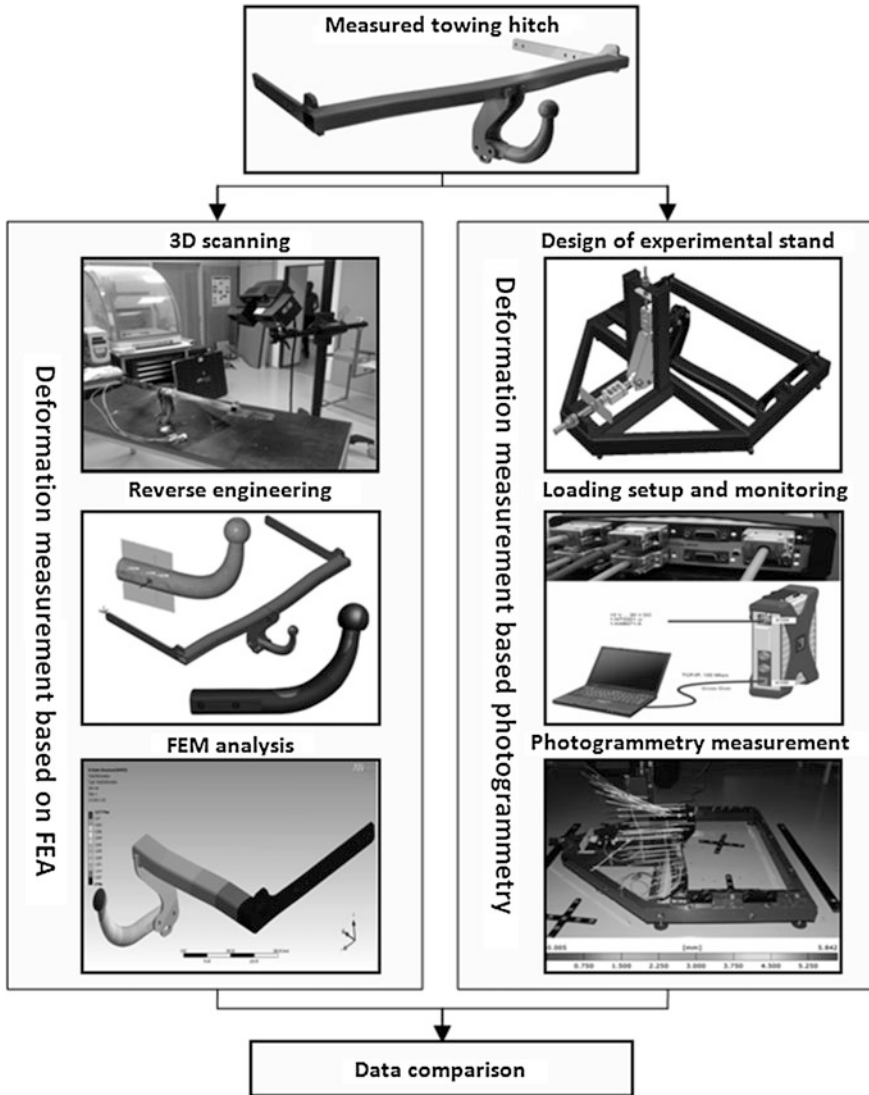 Measured towing hitch
3D scanning
Deformation measurement based on FEA
Reverse engineering
FEM analysis
Design of experimental stand
Deformation measurement based photogrammetry
Loading setup and monitoring
Photogrammetry measurement
0.005 [mm] 5.842
0.750 1.500 2.250 3.000 3.750 4.500 5.250
Data comparison